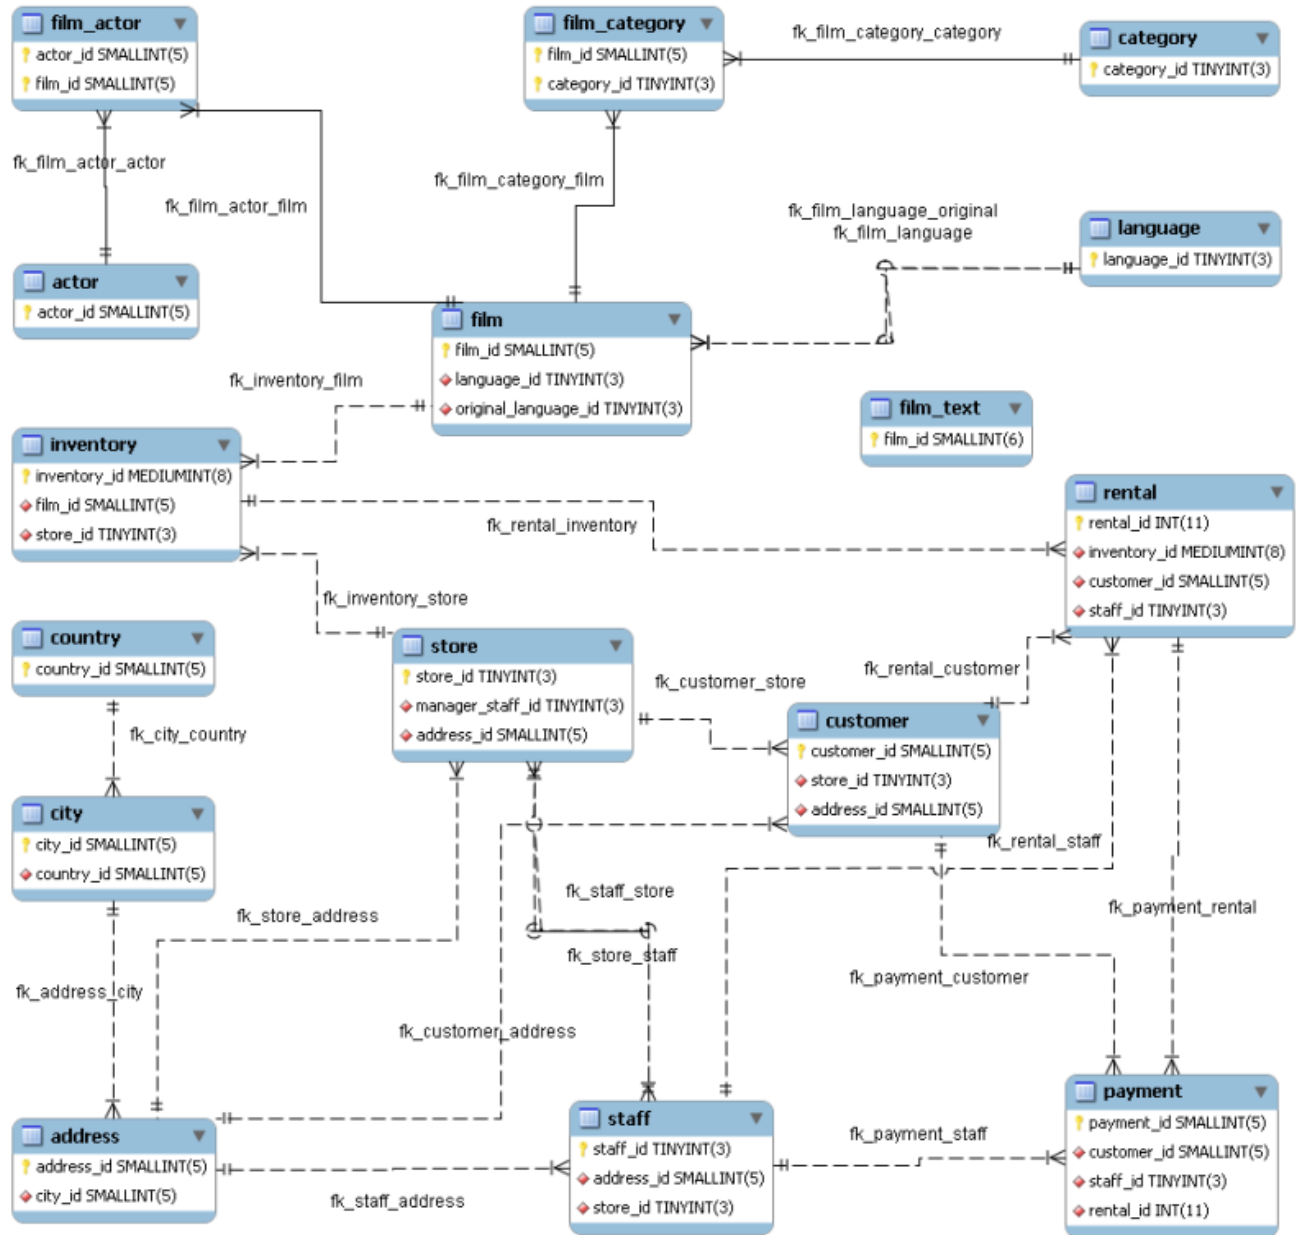 film_actor
actor_id SMALLINT(5)
film_id SMALLINT(5)
film_category
film_id SMALLINT(5)
category_id TINYINT(3)
fk_film_category_category
category
category_id TINYINT(3)
fk_film_actor_actor
fk_film_actor_film
fk_film_category_film
fk_film_language_original
fk_film_language
language
language_id TINYINT(3)
actor
actor_id SMALLINT(5)
film
film_id SMALLINT(5)
language_id TINYINT(3)
original_language_id TINYINT(3)
fk_inventory_film
film_text
film_id SMALLINT(6)
inventory
inventory_id MEDIUMINT(8)
film_id SMALLINT(5)
store_id TINYINT(3)
fk_rental_inventory
rental
rental_id INT(11)
inventory_id MEDIUMINT(8)
customer_id SMALLINT(5)
staff_id TINYINT(3)
fk_inventory_store
country
country_id SMALLINT(5)
store
store_id TINYINT(3)
manager_staff_id TINYINT(3)
address_id SMALLINT(5)
fk_customer_store
fk_rental_customer
customer
customer_id SMALLINT(5)
store_id TINYINT(3)
address_id SMALLINT(5)
fk_city_country
city
city_id SMALLINT(5)
country_id SMALLINT(5)
fk_rental_staff
fk_staff_store
fk_store_address
fk_payment_rental
fk_store_staff
fk_payment_customer
fk_address_city
fk_customer_address
address
address_id SMALLINT(5)
city_id SMALLINT(5)
fk_staff_address
staff
staff_id TINYINT(3)
address_id SMALLINT(5)
store_id TINYINT(3)
fk_payment_staff
payment
payment_id SMALLINT(5)
customer_id SMALLINT(5)
staff_id TINYINT(3)
rental_id INT(11)